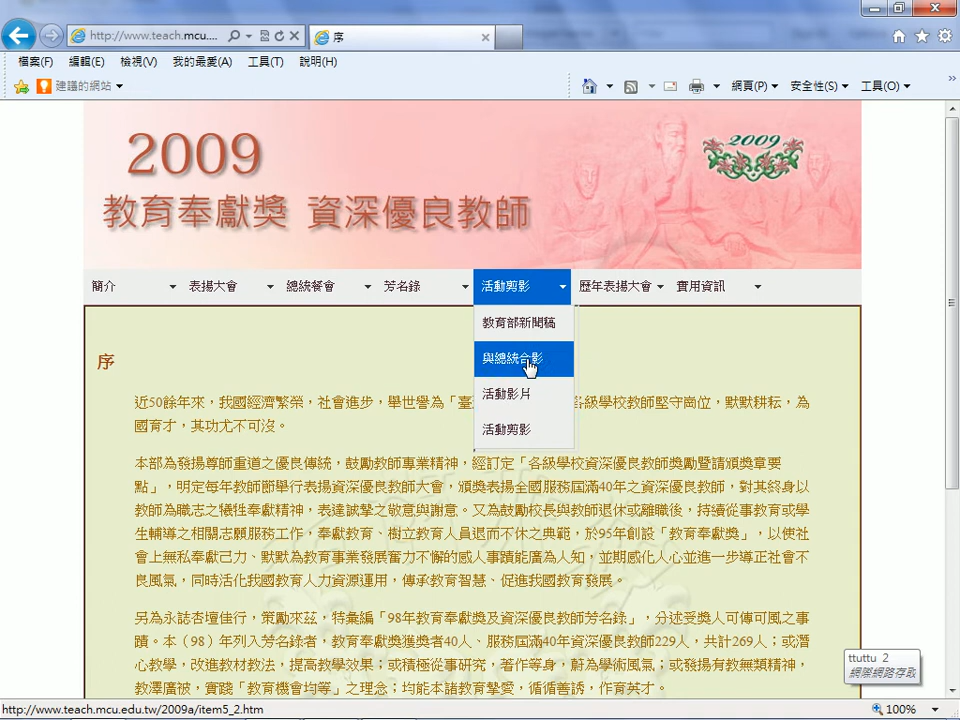 http://www.teach.mcu....
序
檔案(F) 編輯(E) 檢視(V) 我的最愛(A) 工具(T) 說明(H)
建議的網站
網頁(P) 安全性(S) 工具(O)
2009
教育奉獻獎 資深優良教師
2009
簡介 表揚大會 總統餐會 芳名錄 活動剪影 歷年表揚大會 實用資訊
教育部新聞稿
與總統合影
活動影片
活動剪影
序
近50餘年來，我國經濟繁榮，社會進步，舉世譽為「臺 各級學校教師堅守崗位，默默耕耘，為
國育才，其功尤不可沒。
本部為發揚尊師重道之優良傳統，鼓勵教師專業精神，經訂定「各級學校資深優良教師獎勵暨請頒獎章要
點」，明定每年教師節舉行表揚資深優良教師大會，頒獎表揚全國服務屆滿40年之資深優良教師，對其終身以
教師為職志之犧牲奉獻精神，表達誠摯之敬意與謝意。又為鼓勵校長與教師退休或離職後，持續從事教育或學
生輔導之相關志願服務工作，奉獻教育、樹立教育人員退而不休之典範，於95年創設「教育奉獻獎」，以使社
會上無私奉獻己力、默默為教育事業發展奮力不懈的感人事蹟能廣為人知，並期感化人心並進一步導正社會不
良風氣，同時活化我國教育人力資源運用，傳承教育智慧、促進我國教育發展。
另為永誌杏壇佳行，策勵來茲，特彙編「98年教育奉獻獎及資深優良教師芳名錄」，分述受獎人可傳可風之事
蹟。本（98）年列入芳名錄者，教育奉獻獎獲獎者40人、服務屆滿40年資深優良教師229人，共計269人；或潛
心教學，改進教材教法，提高教學效果；或積極從事研究，著作等身，蔚為學術風氣；或發揚有教無類精神，
教澤廣被，實踐「教育機會均等」之理念；均能本諸教育摯愛，循循善誘，作育英才。
ttuttu 2
網際網路存取
http://www.teach.mcu.edu.tw/2009a/item5_2.htm
100%